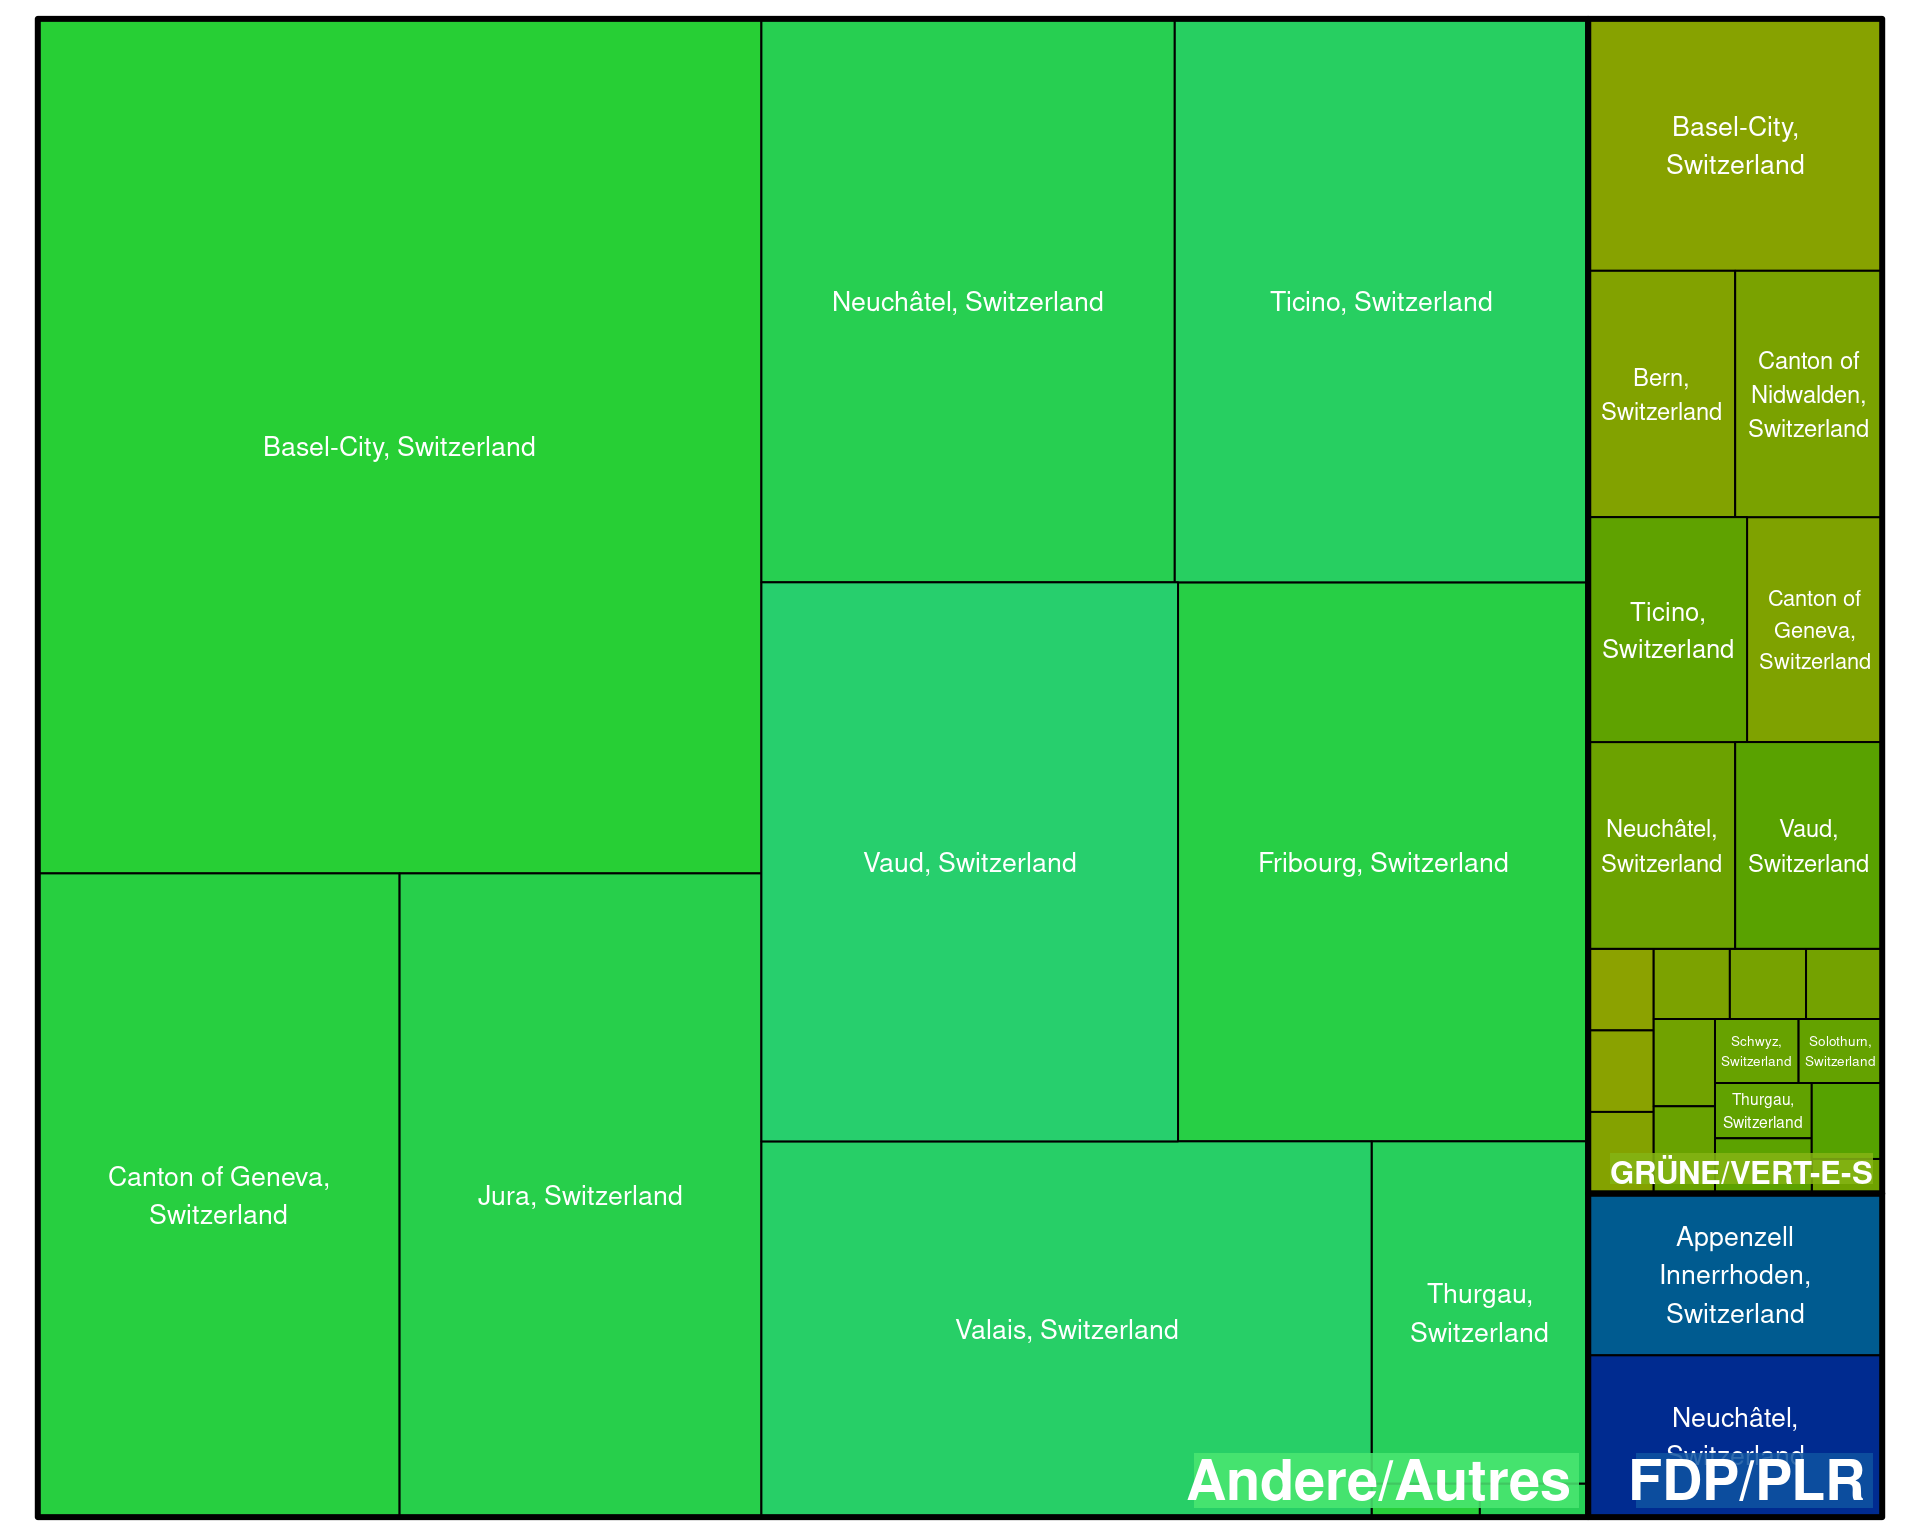 Basel-City, Switzerland
Canton of Geneva,
Switzerland
Jura, Switzerland
Neuchâtel, Switzerland
Ticino, Switzerland
Vaud, Switzerland
Fribourg, Switzerland
Valais, Switzerland
Thurgau,
Switzerland
Andere/Autres
Basel-City,
Switzerland
Bern,
Switzerland
Canton of
Nidwalden,
Switzerland
Ticino,
Switzerland
Canton of
Geneva,
Switzerland
Neuchâtel,
Switzerland
Vaud,
Switzerland
Schwyz,
Switzerland
Solothurn,
Switzerland
Thurgau,
Switzerland
GRÜNE/VERT-E-S
Appenzell
Innerrhoden,
Switzerland
Neuchâtel,
Switzerland
FDP/PLR